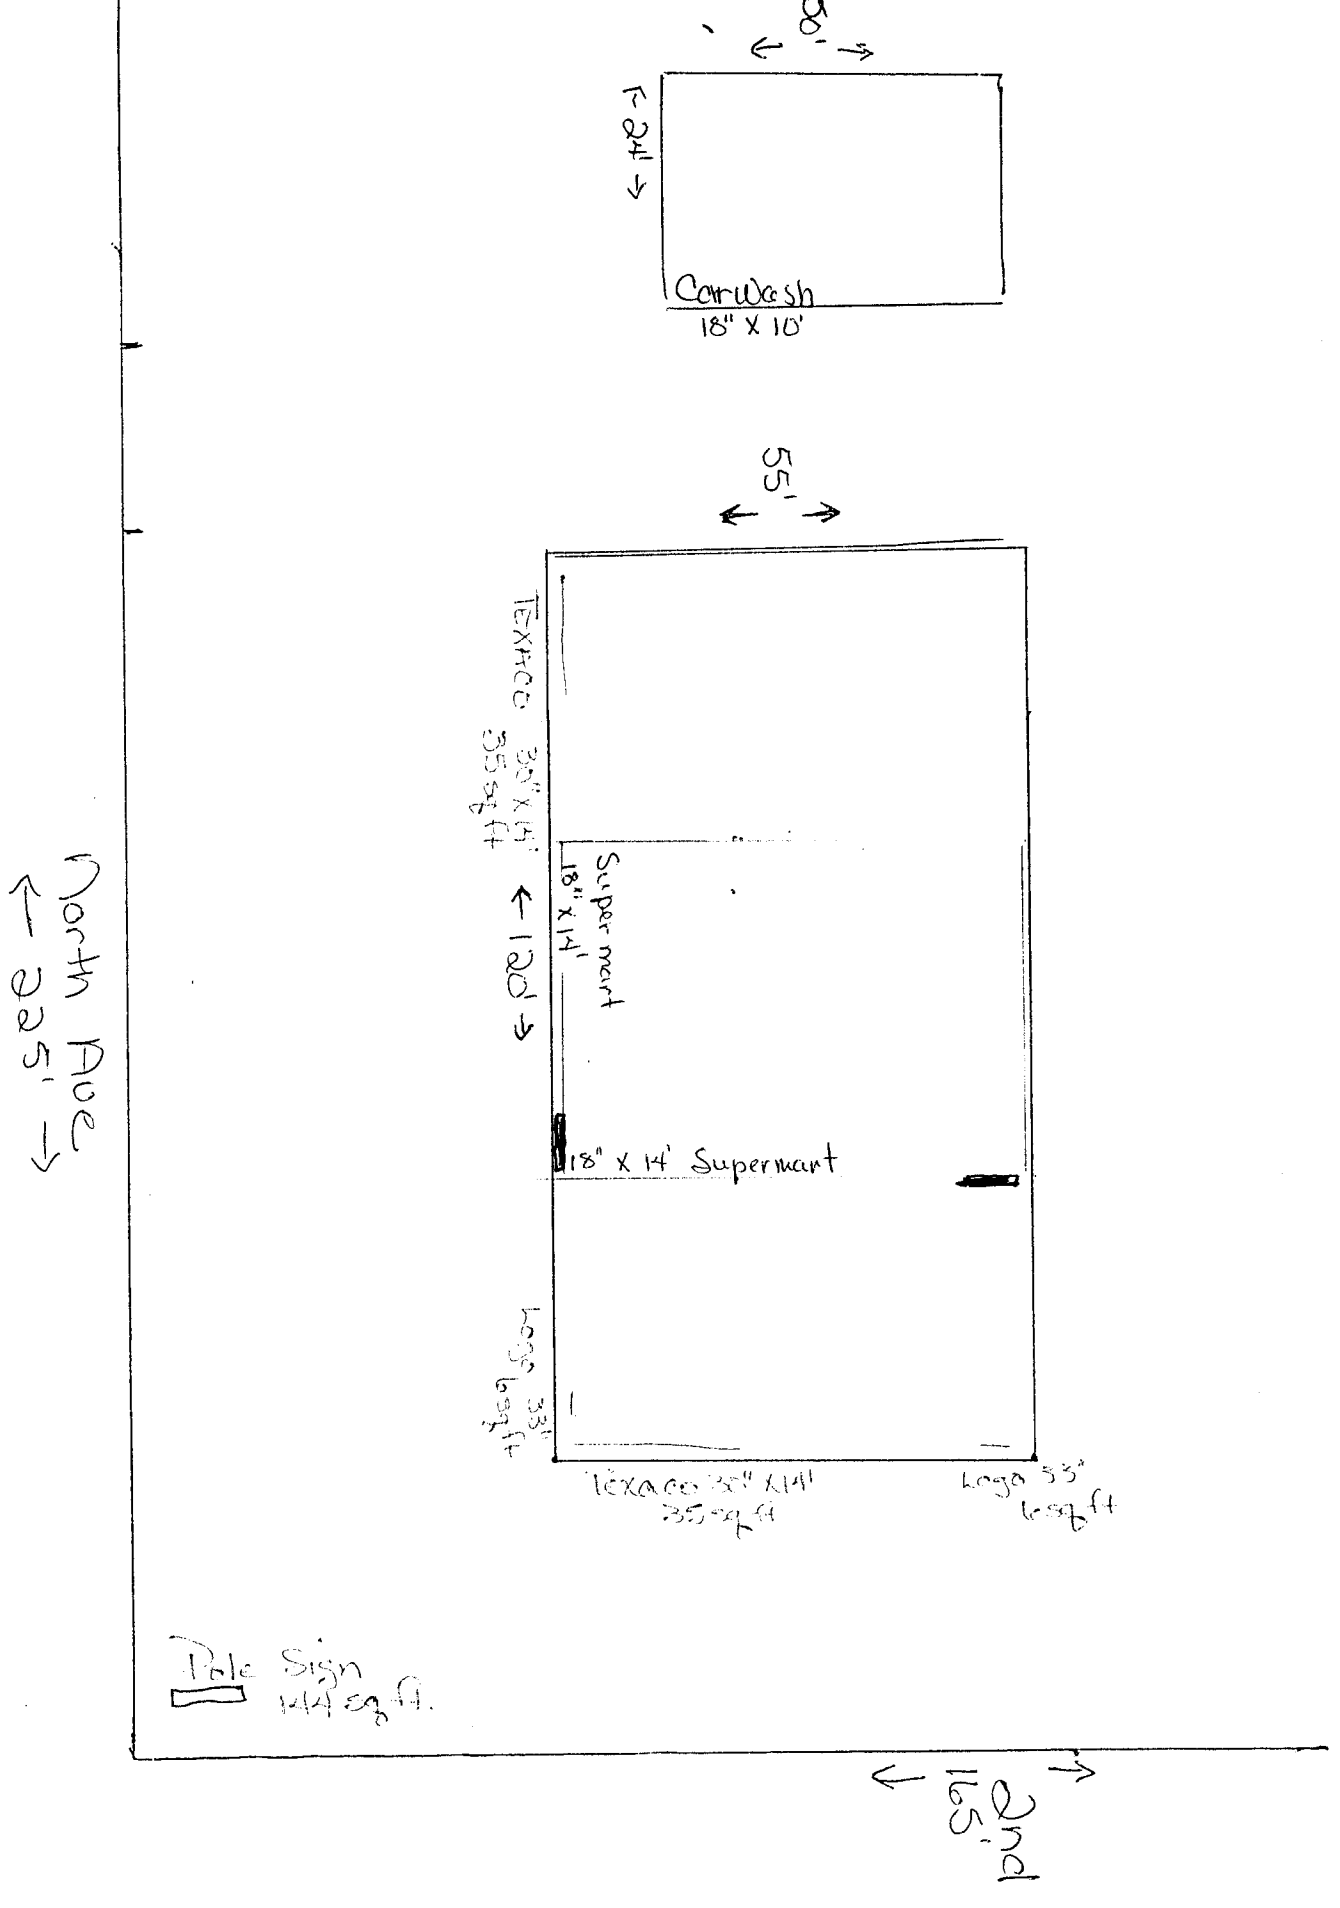 50'
24'
CarWash
18" X 10'
55'
TEXACO 30" X 14'
35 sq ft
120'
Supermart
18" X 14'
18" X 14' Supermart
Logo 33"
6 sq ft
Texaco 30" X 14'
35 sq ft
Logo 33"
6 sq ft
North Ave
225'
Pole Sign
144 sq ft.
2nd
165'